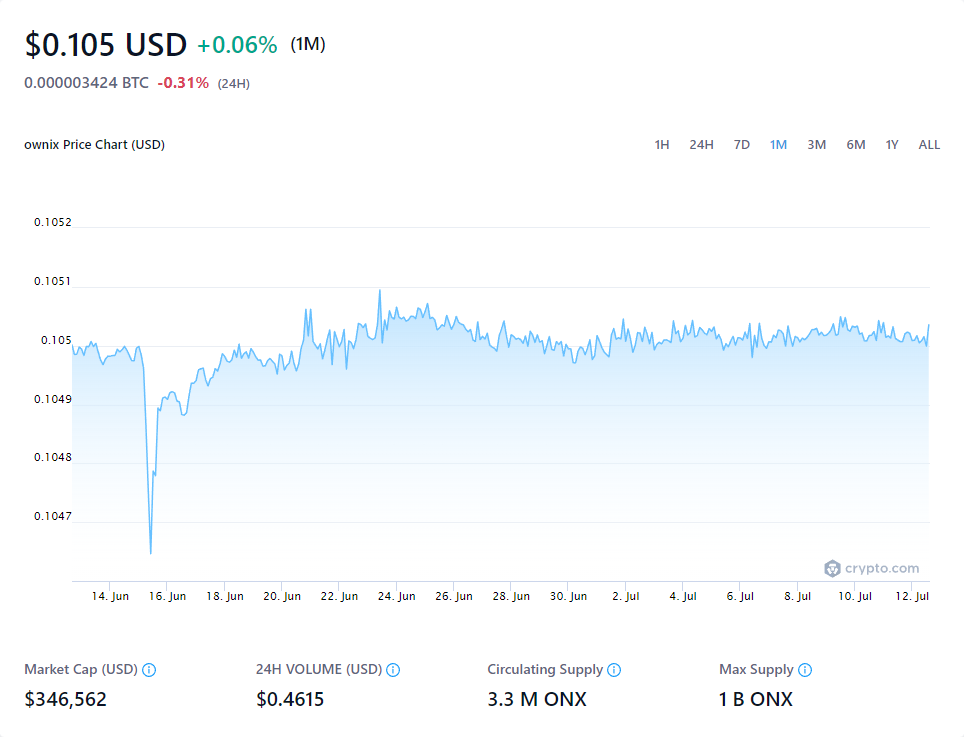 $0.105 USD +0.06% (1M)
0.000003424 BTC -0.31% (24H)
ownix Price Chart (USD) 1H 24H 7D 1M 3M 6M 1Y ALL
0.1052
0.1051
0.105
0.1049
0.1048
0.1047
crypto.com
14. Jun 16. Jun 18. Jun 20. Jun 22. Jun 24. Jun 26. Jun 28. Jun 30. Jun 2. Jul 4. Jul 6. Jul 8. Jul 10. Jul 12. Jul
Market Cap (USD) 24H VOLUME (USD) Circulating Supply Max Supply
$346,562 $0.4615 3.3 M ONX 1 B ONX